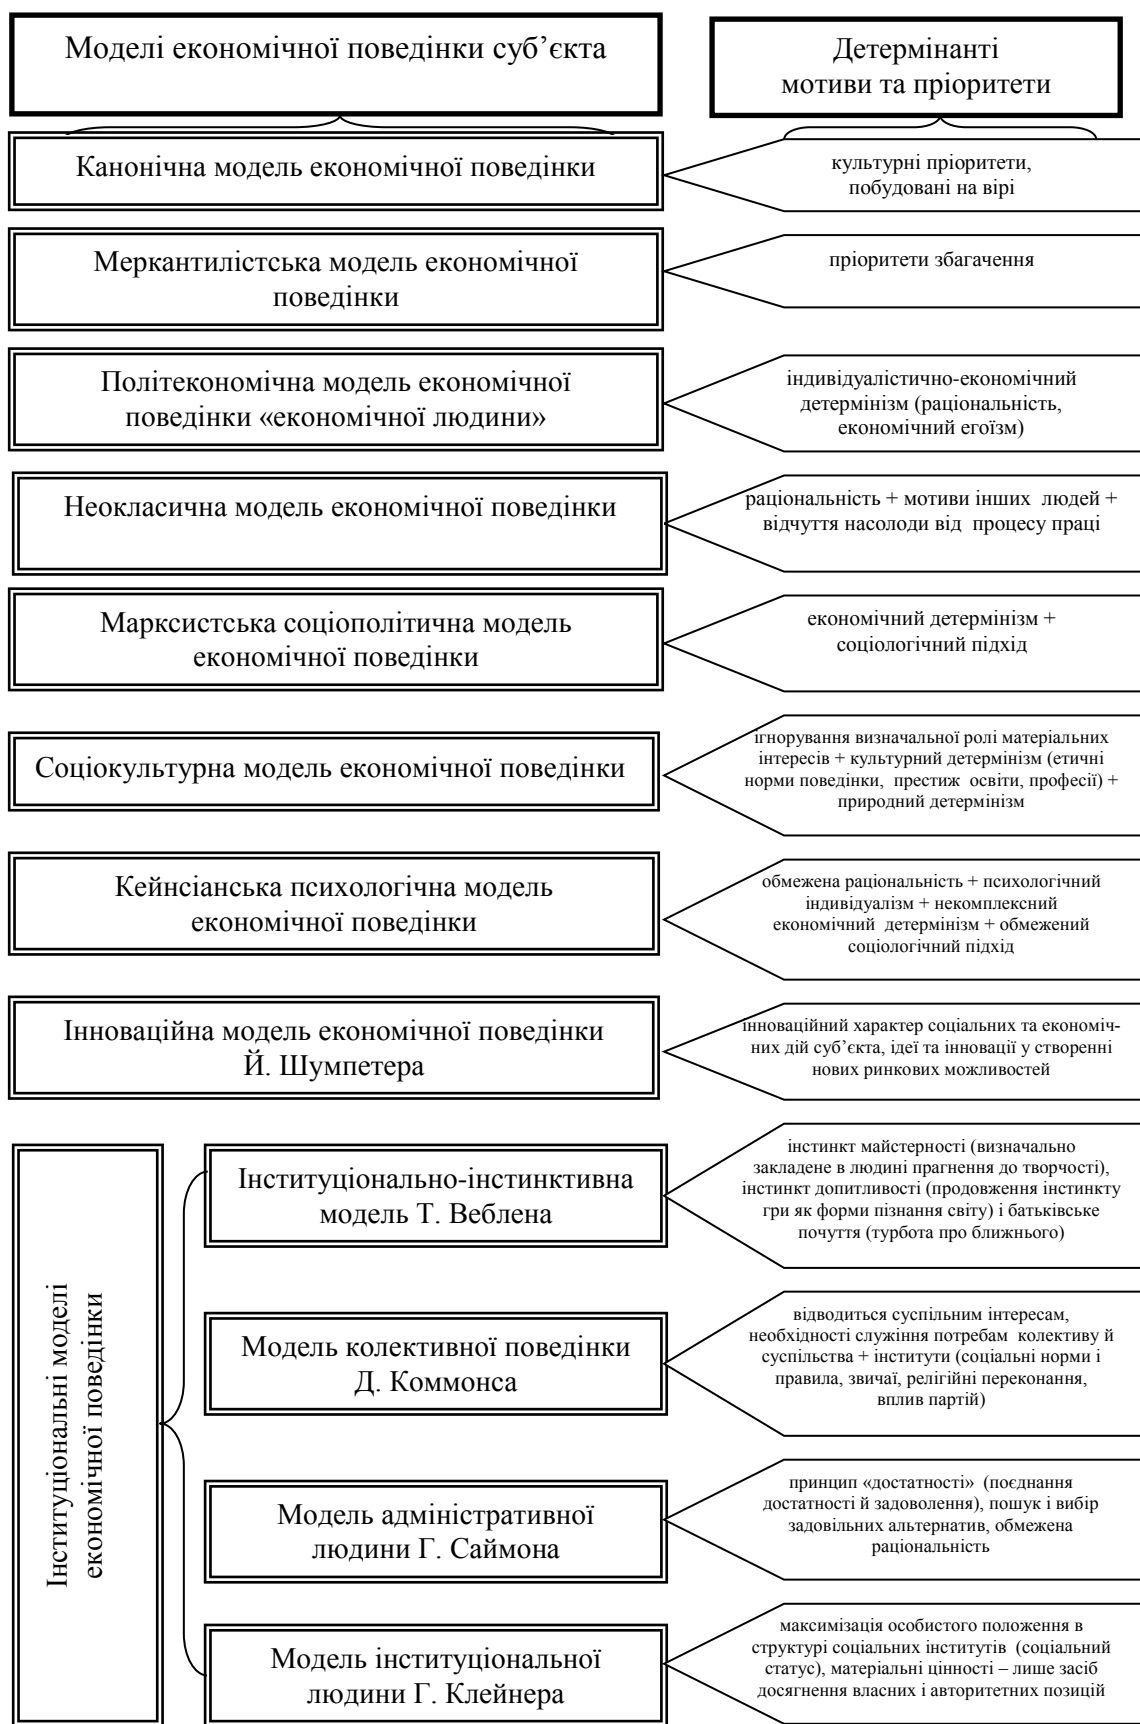 Моделі економічної поведінки суб’єкта
Детермінанті
мотиви та пріоритети
Канонічна модель економічної поведінки
культурні пріоритети,
побудовані на вірі
Меркантилістська модель економічної
поведінки
пріоритети збагачення
Політекономічна модель економічної
поведінки «економічної людини»
індивідуалістично-економічний
детермінізм (раціональність,
економічний егоїзм)
Неокласична модель економічної поведінки
раціональність + мотиви інших людей +
відчуття насолоди від процесу праці
Марксистська соціополітична модель
економічної поведінки
економічний детермінізм +
соціологічний підхід
Соціокультурна модель економічної поведінки
ігнорування визначальної ролі матеріальних
інтересів + культурний детермінізм (етичні
норми поведінки, престиж освіти, професії) +
природний детермінізм
Кейнсіанська психологічна модель
економічної поведінки
обмежена раціональність + психологічний
індивідуалізм + некомплексний
економічний детермінізм + обмежений
соціологічний підхід
Інноваційна модель економічної поведінки
Й. Шумпетера
інноваційний характер соціальних та економіч-
них дій суб’єкта, ідеї та інновації у створенні
нових ринкових можливостей
Інституціональні моделі
економічної поведінки
Інституціонально-інстинктивна
модель Т. Веблена
інстинкт майстерності (визначально
закладене в людині прагнення до творчості),
інстинкт допитливості (продовження інстинкту
гри як форми пізнання світу) і батьківське
почуття (турбота про ближнього)
Модель колективної поведінки
Д. Коммонса
відводиться суспільним інтересам,
необхідності служіння потребам колективу й
суспільства + інститути (соціальні норми і
правила, звичаї, релігійні переконання,
вплив партій)
Модель адміністративної
людини Г. Саймона
принцип «достатності» (поєднання
достатності й задоволення), пошук і вибір
задовільних альтернатив, обмежена
раціональність
Модель інституціональної
людини Г. Клейнера
максимізація особистого положення в
структурі соціальних інститутів (соціальний
статус), матеріальні цінності – лише засіб
досягнення власних і авторитетних позицій